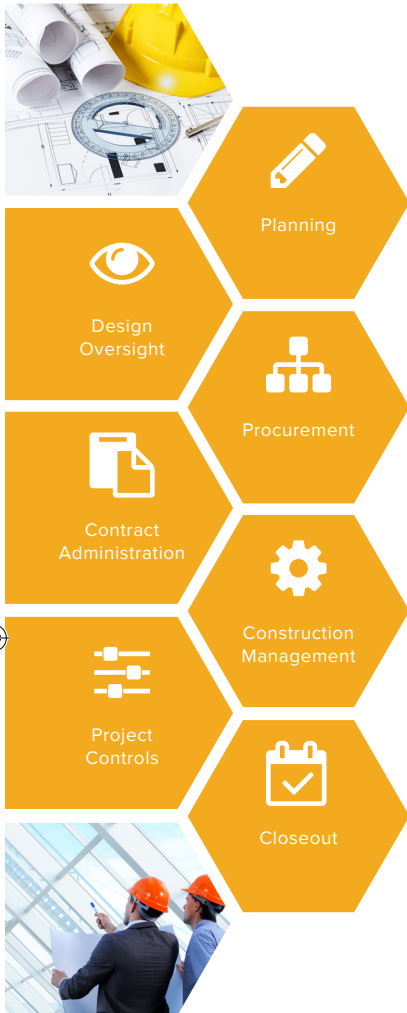 Planning
Design
Oversight
Procurement
Contract
Administration
Construction
Management
Project
Controls
Closeout